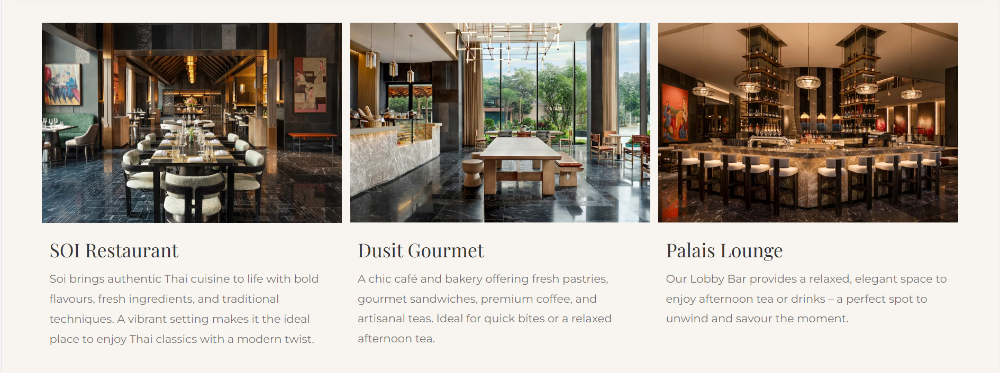 SOI Restaurant
Soi brings authentic Thai cuisine to life with bold
flavours, fresh ingredients, and traditional
techniques. A vibrant setting makes it the ideal
place to enjoy Thai classics with a modern twist.
Dusit Gourmet
A chic café and bakery offering fresh pastries,
gourmet sandwiches, premium coffee, and
artisanal teas. Ideal for quick bites or a relaxed
afternoon tea.
Palais Lounge
Our Lobby Bar provides a relaxed, elegant space to
enjoy afternoon tea or drinks – a perfect spot to
unwind and savour the moment.